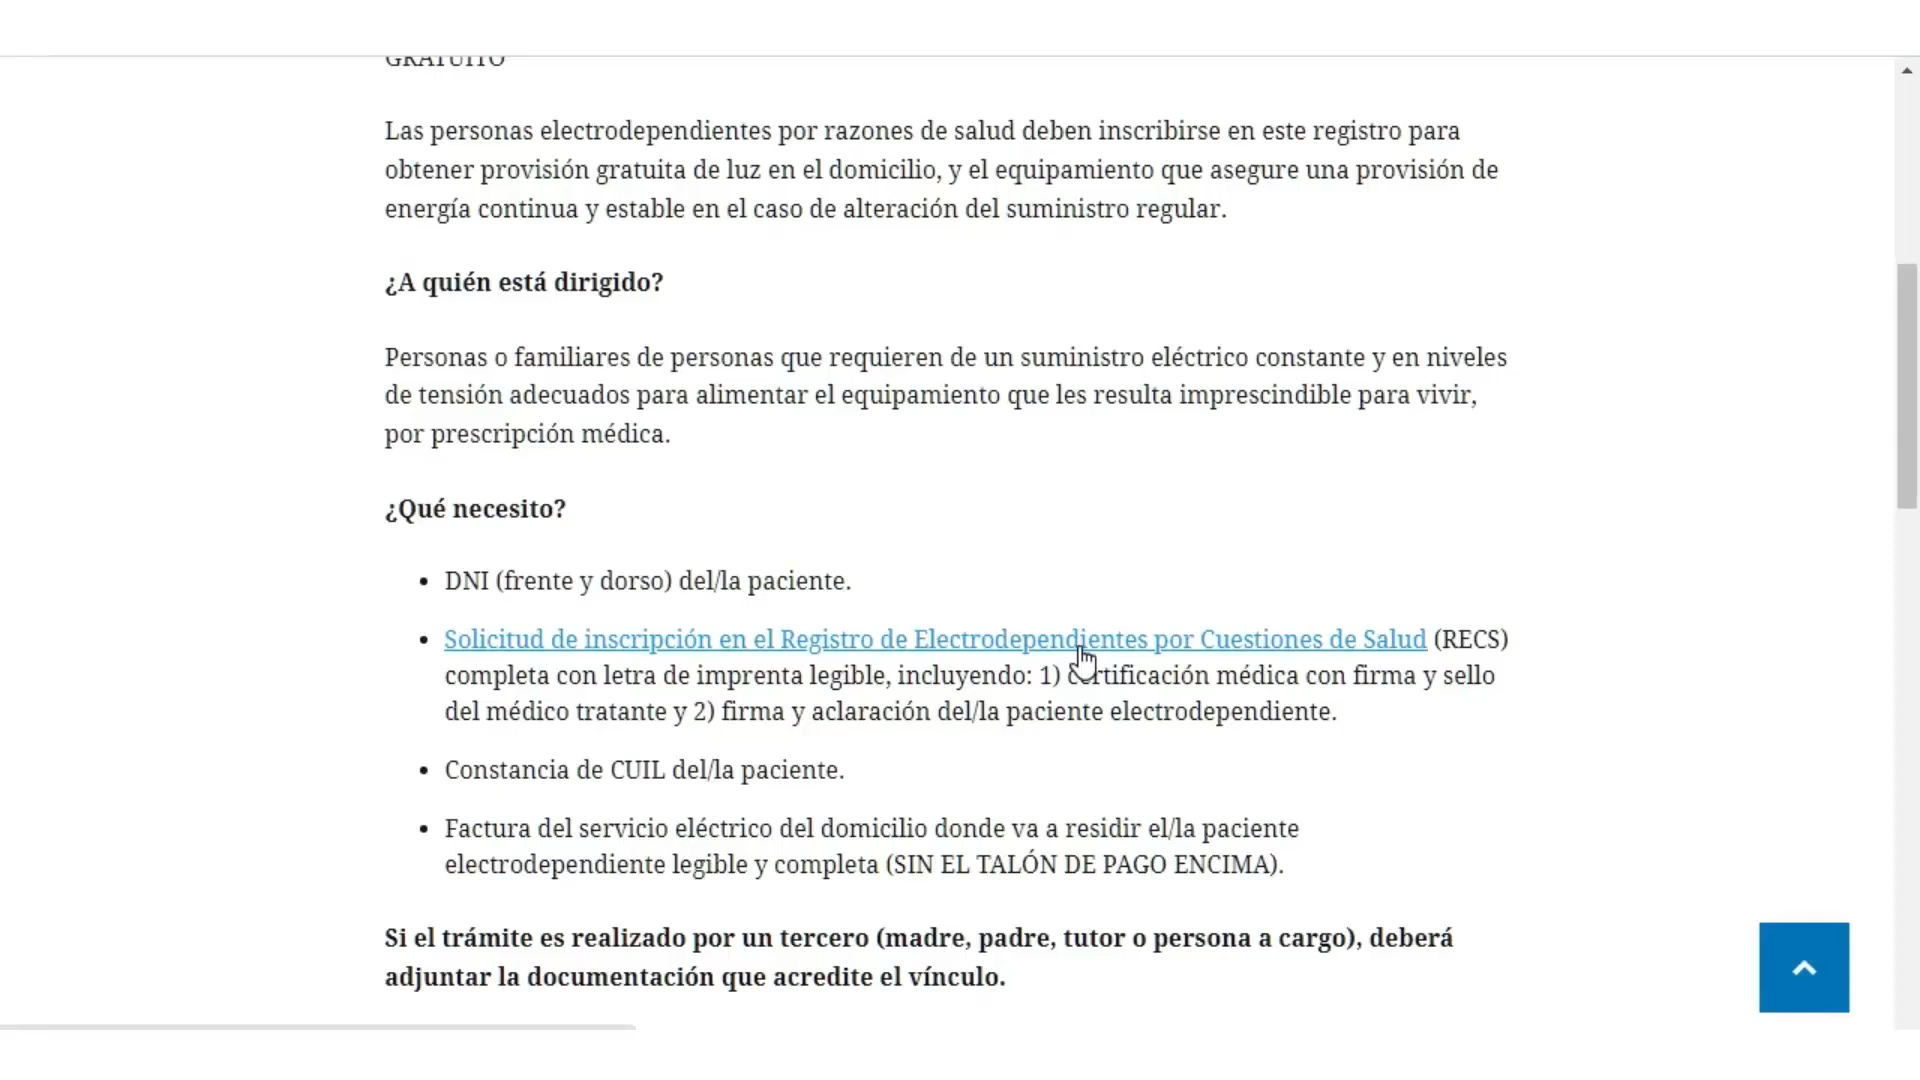 GRATUITO
Las personas electrodependientes por razones de salud deben inscribirse en este registro para
obtener provisión gratuita de luz en el domicilio, y el equipamiento que asegure una provisión de
energía continua y estable en el caso de alteración del suministro regular.
¿A quién está dirigido?
Personas o familiares de personas que requieren de un suministro eléctrico constante y en niveles
de tensión adecuados para alimentar el equipamiento que les resulta imprescindible para vivir,
por prescripción médica.
¿Qué necesito?
• DNI (frente y dorso) del/la paciente.
• Solicitud de inscripción en el Registro de Electrodependientes por Cuestiones de Salud (RECS)
completa con letra de imprenta legible, incluyendo: 1) certificación médica con firma y sello
del médico tratante y 2) firma y aclaración del/la paciente electrodependiente.
• Constancia de CUIL del/la paciente.
• Factura del servicio eléctrico del domicilio donde va a residir el/la paciente
electrodependiente legible y completa (SIN EL TALÓN DE PAGO ENCIMA).
Si el trámite es realizado por un tercero (madre, padre, tutor o persona a cargo), deberá
adjuntar la documentación que acredite el vínculo.